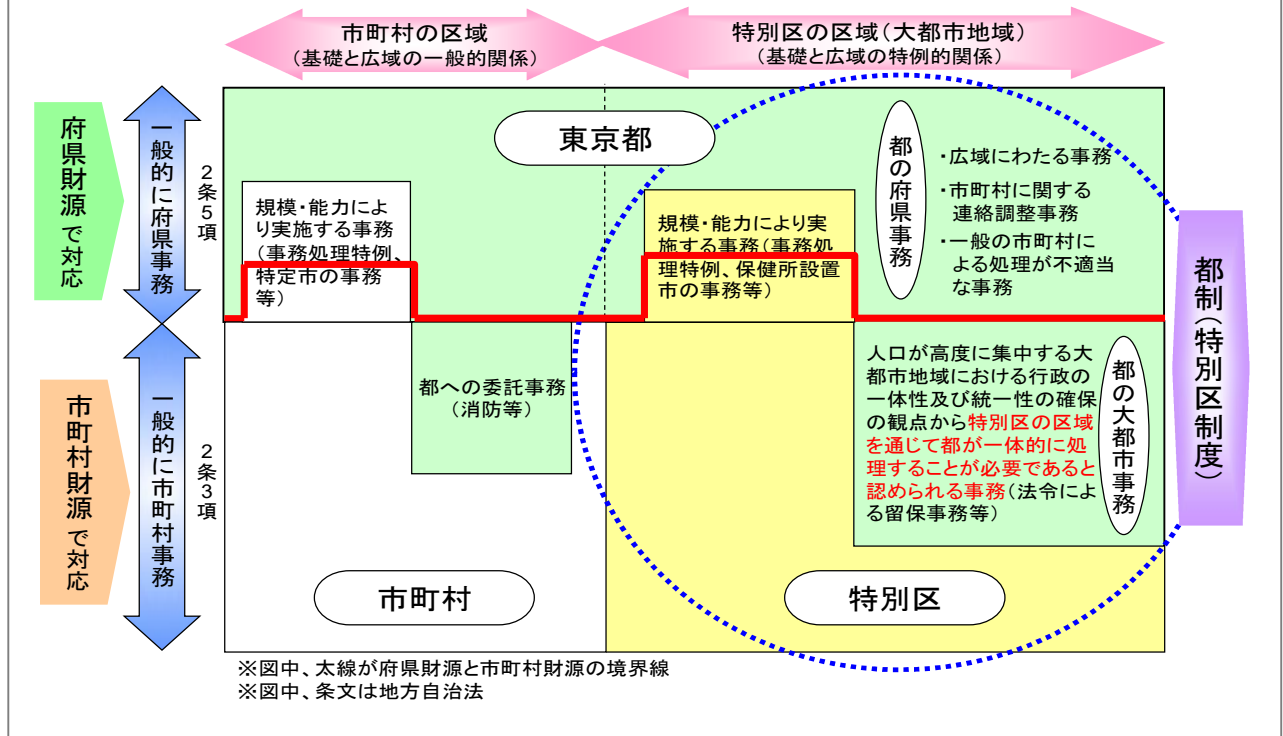 市町村の区域
（基礎と広域の一般的関係）
特別区の区域（大都市地域）
（基礎と広域の特例的関係）
府県財源で対応
一般的に府県事務
2条5項
東京都
規模・能力によ
り実施する事務
（事務処理特例、
特定市の事務
等）
規模・能力により実
施する事務（事務処
理特例、保健所設置
市の事務等）
都の府県事務
・広域にわたる事務
・市町村に関する
連絡調整事務
・一般の市町村に
よる処理が不適当
な事務
都制（特別区制度）
市町村財源で対応
一般的に市町村事務
2条3項
都への委託事務
（消防等）
人口が高度に集中する大
都市地域における行政の
一体性及び統一性の確保
の観点から特別区の区域
を通じて都が一体的に処
理することが必要であると
認められる事務（法令によ
る留保事務等）
都の大都市事務
市町村
特別区
※図中、太線が府県財源と市町村財源の境界線
※図中、条文は地方自治法